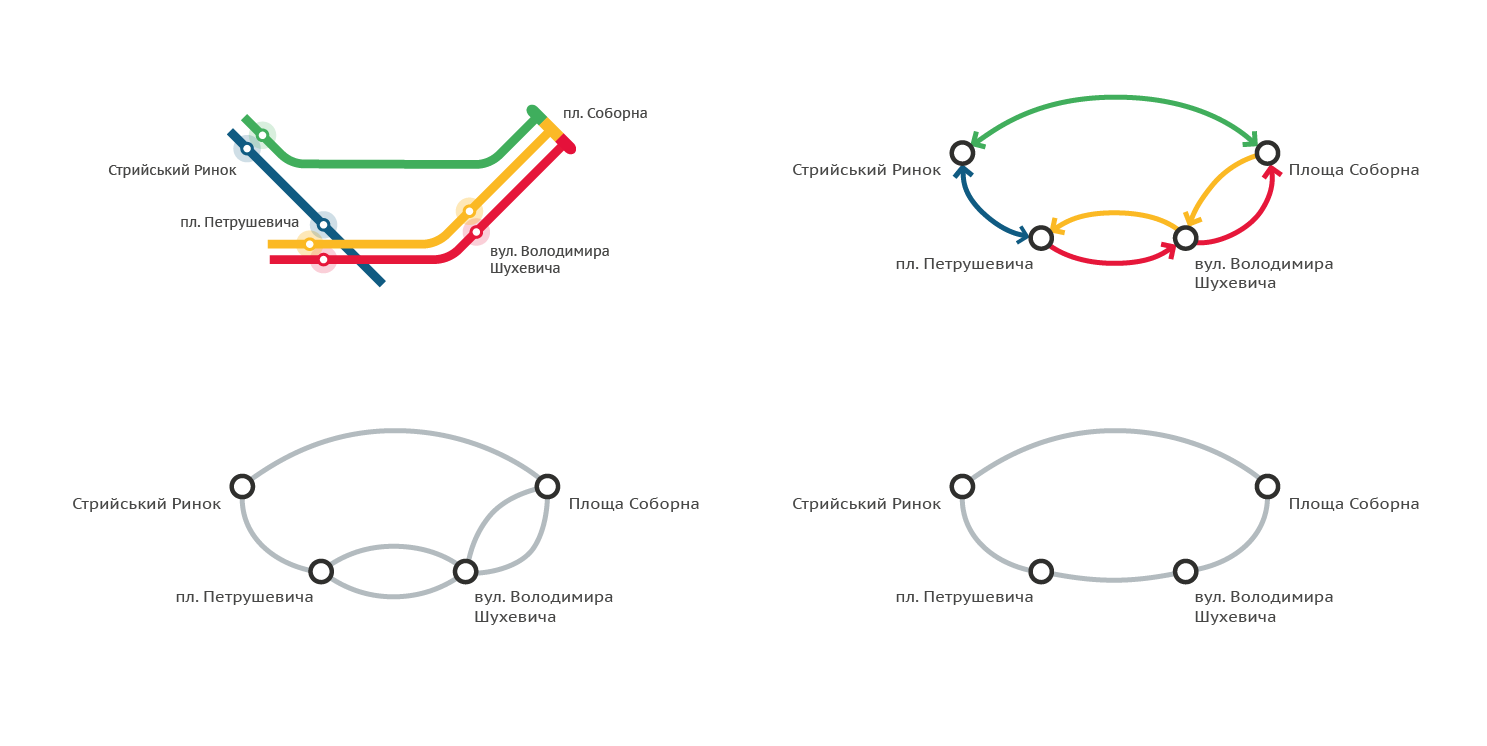 пл. Соборна
Стрийський Ринок
пл. Петрушевича
вул. Володимира
Шухевича
Стрийський Ринок
Площа Соборна
пл. Петрушевича
вул. Володимира
Шухевича
Стрийський Ринок
Площа Соборна
пл. Петрушевича
вул. Володимира
Шухевича
Стрийський Ринок
Площа Соборна
пл. Петрушевича
вул. Володимира
Шухевича